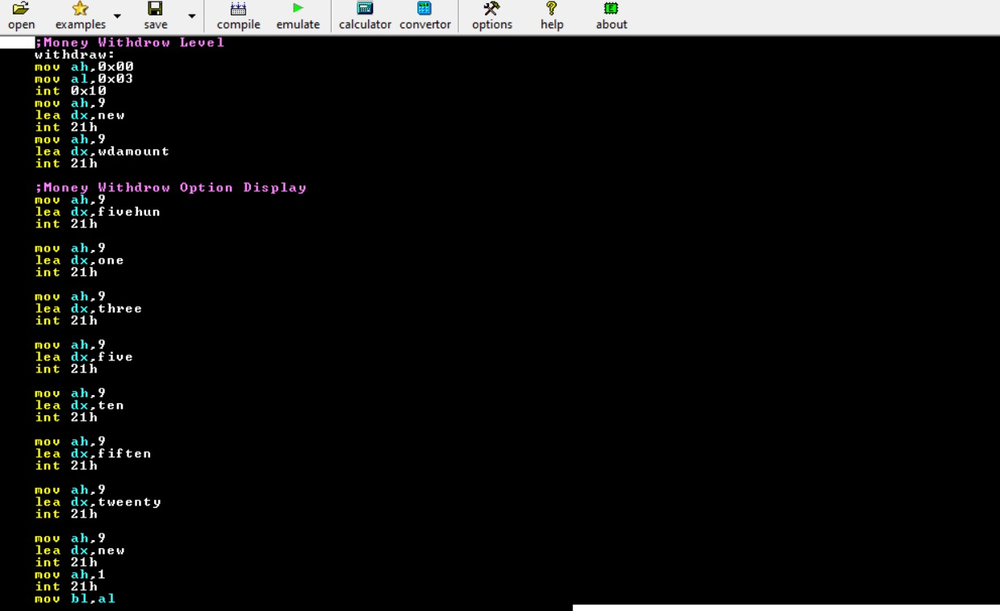 open examples save compile emulate calculator convertor options help about
;Money Withdrow Level
withdraw:
mov ah,0x00
mov al,0x03
int 0x10
mov ah,9
lea dx,new
int 21h
mov ah,9
lea dx,wdamount
int 21h
;Money Withdrow Option Display
mov ah,9
lea dx,fivehun
int 21h
mov ah,9
lea dx,one
int 21h
mov ah,9
lea dx,three
int 21h
mov ah,9
lea dx,five
int 21h
mov ah,9
lea dx,ten
int 21h
mov ah,9
lea dx,fiften
int 21h
mov ah,9
lea dx,tweenty
int 21h
mov ah,9
lea dx,new
int 21h
mov ah,1
int 21h
mov bl,al